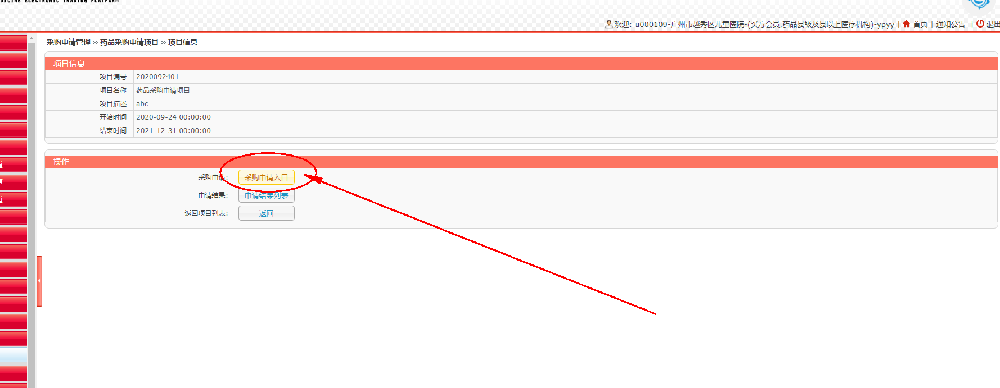 MEDICINE ELECTRONIC TRADING PLATFORM
欢迎: u000109-广州市越秀区儿童医院-(买方会员,药品县级及县以上医疗机构)-ypyy | 首页 | 通知公告 | 退出
采购申请管理 » 药品采购申请项目 » 项目信息
项目信息
项目编号 2020092401
项目名称 药品采购申请项目
项目描述 abc
开始时间 2020-09-24 00:00:00
结束时间 2021-12-31 00:00:00
操作
采购申请: 采购申请入口
申请结果: 申请结果列表
返回项目列表: 返回